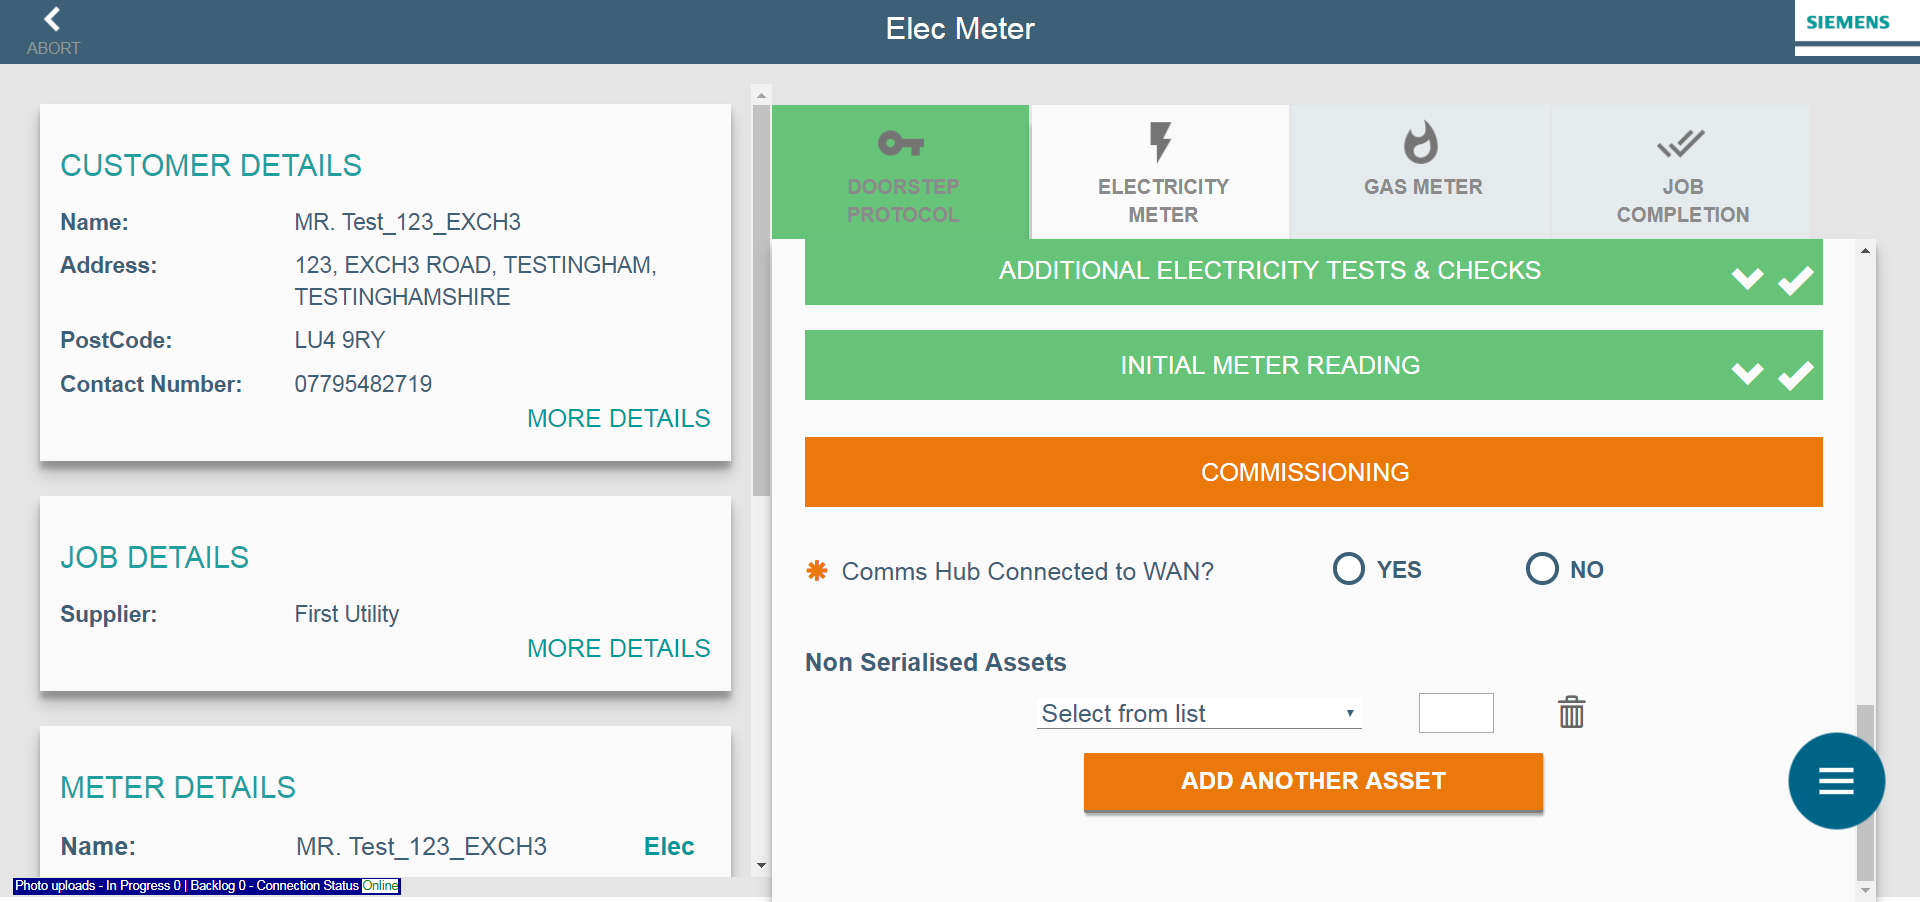 ABORT
Elec Meter
SIEMENS
CUSTOMER DETAILS
Name: MR. Test_123_EXCH3
Address: 123, EXCH3 ROAD, TESTINGHAM,
TESTINGHAMSHIRE
PostCode: LU4 9RY
Contact Number: 07795482719
MORE DETAILS
JOB DETAILS
Supplier: First Utility
MORE DETAILS
METER DETAILS
Name: MR. Test_123_EXCH3 Elec
Photo uploads - In Progress 0 | Backlog 0 - Connection Status Online
DOORSTEP
PROTOCOL
ELECTRICITY
METER
GAS METER
JOB
COMPLETION
ADDITIONAL ELECTRICITY TESTS & CHECKS
INITIAL METER READING
COMMISSIONING
✱ Comms Hub Connected to WAN? YES NO
Non Serialised Assets
Select from list
ADD ANOTHER ASSET